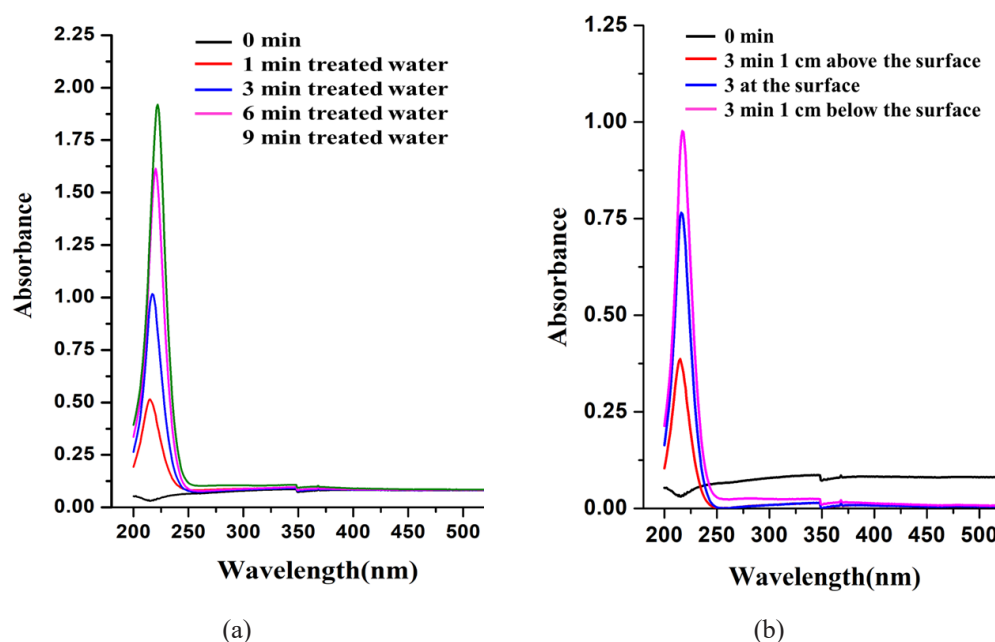 2.25
2.00
1.75
1.50
1.25
1.00
0.75
0.50
0.25
0.00
Absorbance
0 min
1 min treated water
3 min treated water
6 min treated water
9 min treated water
200 250 300 350 400 450 500
Wavelength(nm)
(a)
1.25
1.00
0.75
0.50
0.25
0.00
Absorbance
0 min
3 min 1 cm above the surface
3 at the surface
3 min 1 cm below the surface
200 250 300 350 400 450 500
Wavelength(nm)
(b)